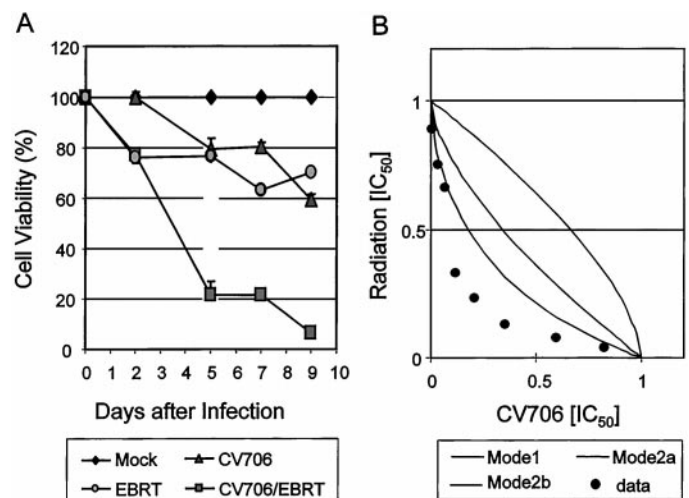 A
120
100
80
60
40
20
0
Cell Viability (%)
0 1 2 3 4 5 6 7 8 9 10
Days after Infection
Mock CV706
EBRT CV706/EBRT
B
1
0.5
0
Radiation [IC50]
0 0.5 1
CV706 [IC50]
Mode1 Mode2a
Mode2b data